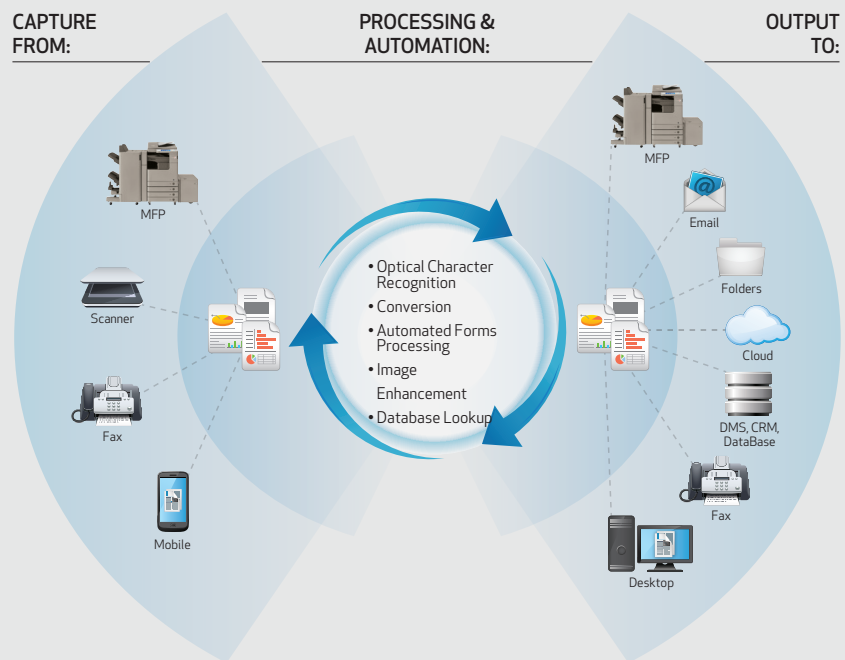 CAPTURE
FROM:
PROCESSING &
AUTOMATION:
OUTPUT
TO:
MFP
Scanner
Fax
Mobile
• Optical Character
Recognition
• Conversion
• Automated Forms
Processing
• Image
Enhancement
• Database Lookup
MFP
Email
Folders
Cloud
DMS, CRM,
DataBase
Fax
Desktop